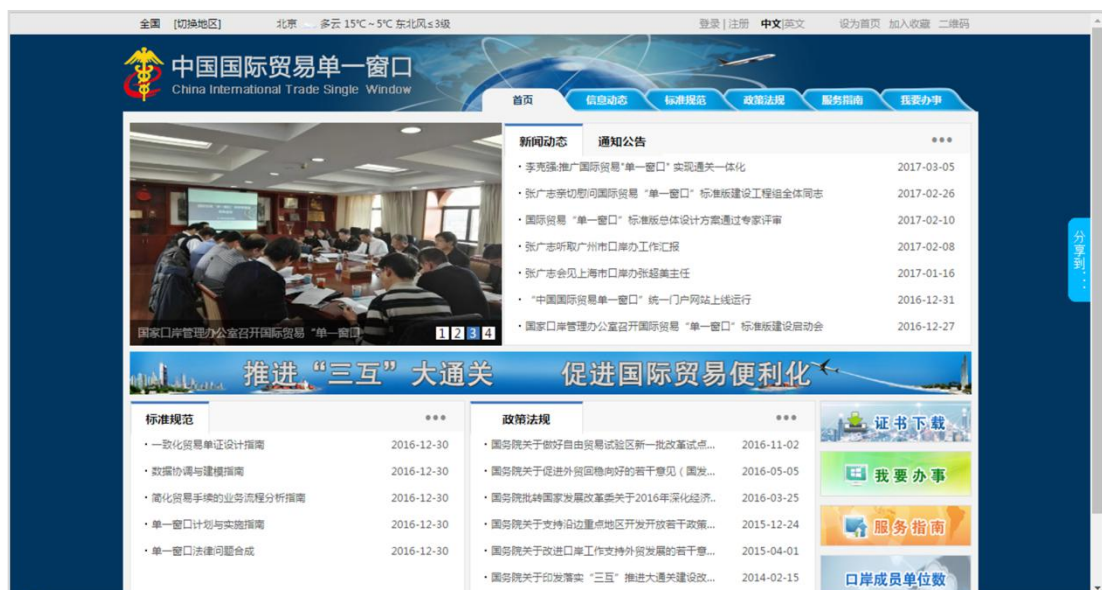 全国 [切换地区] 北京 多云 15℃~5℃ 东北风≤3级 登录 | 注册 中文|英文 设为首页 加入收藏 二维码
中国国际贸易单一窗口
China International Trade Single Window
首页 信息动态 标准规范 政策法规 服务指南 我要办事
新闻动态 通知公告
·李克强:推广国际贸易"单一窗口" 实现通关一体化 2017-03-05
·张广志亲切慰问国际贸易“单一窗口”标准版建设工程组全体同志 2017-02-26
·国际贸易“单一窗口”标准版总体设计方案通过专家评审 2017-02-10
·张广志听取广州市口岸办工作汇报 2017-02-08
·张广志会见上海市口岸办张超美主任 2017-01-16
·“中国国际贸易单一窗口”统一门户网站上线运行 2016-12-31
·国家口岸管理办公室召开国际贸易“单一窗口”标准版建设启动会 2016-12-27
国家口岸管理办公室召开国际贸易“单一窗口 1 2 3 4
分享到...
推进“三互”大通关 促进国际贸易便利化
标准规范
·一致化贸易单证设计指南 2016-12-30
·数据协调与建模指南 2016-12-30
·简化贸易手续的业务流程分析指南 2016-12-30
·单一窗口计划与实施指南 2016-12-30
·单一窗口法律问题合成 2016-12-30
政策法规
·国务院关于做好自由贸易试验区新一批改革试点... 2016-11-02
·国务院关于促进外贸回稳向好的若干意见(国发... 2016-05-05
·国务院批转国家发展改革委关于2016年深化经济.. 2016-03-25
·国务院关于支持沿边重点地区开发开放若干政策... 2015-12-24
·国务院关于改进口岸工作支持外贸发展的若干意... 2015-04-01
·国务院关于印发落实“三互”推进大通关建设改... 2014-02-15
证书下载
我要办事
服务指南
口岸成员单位数